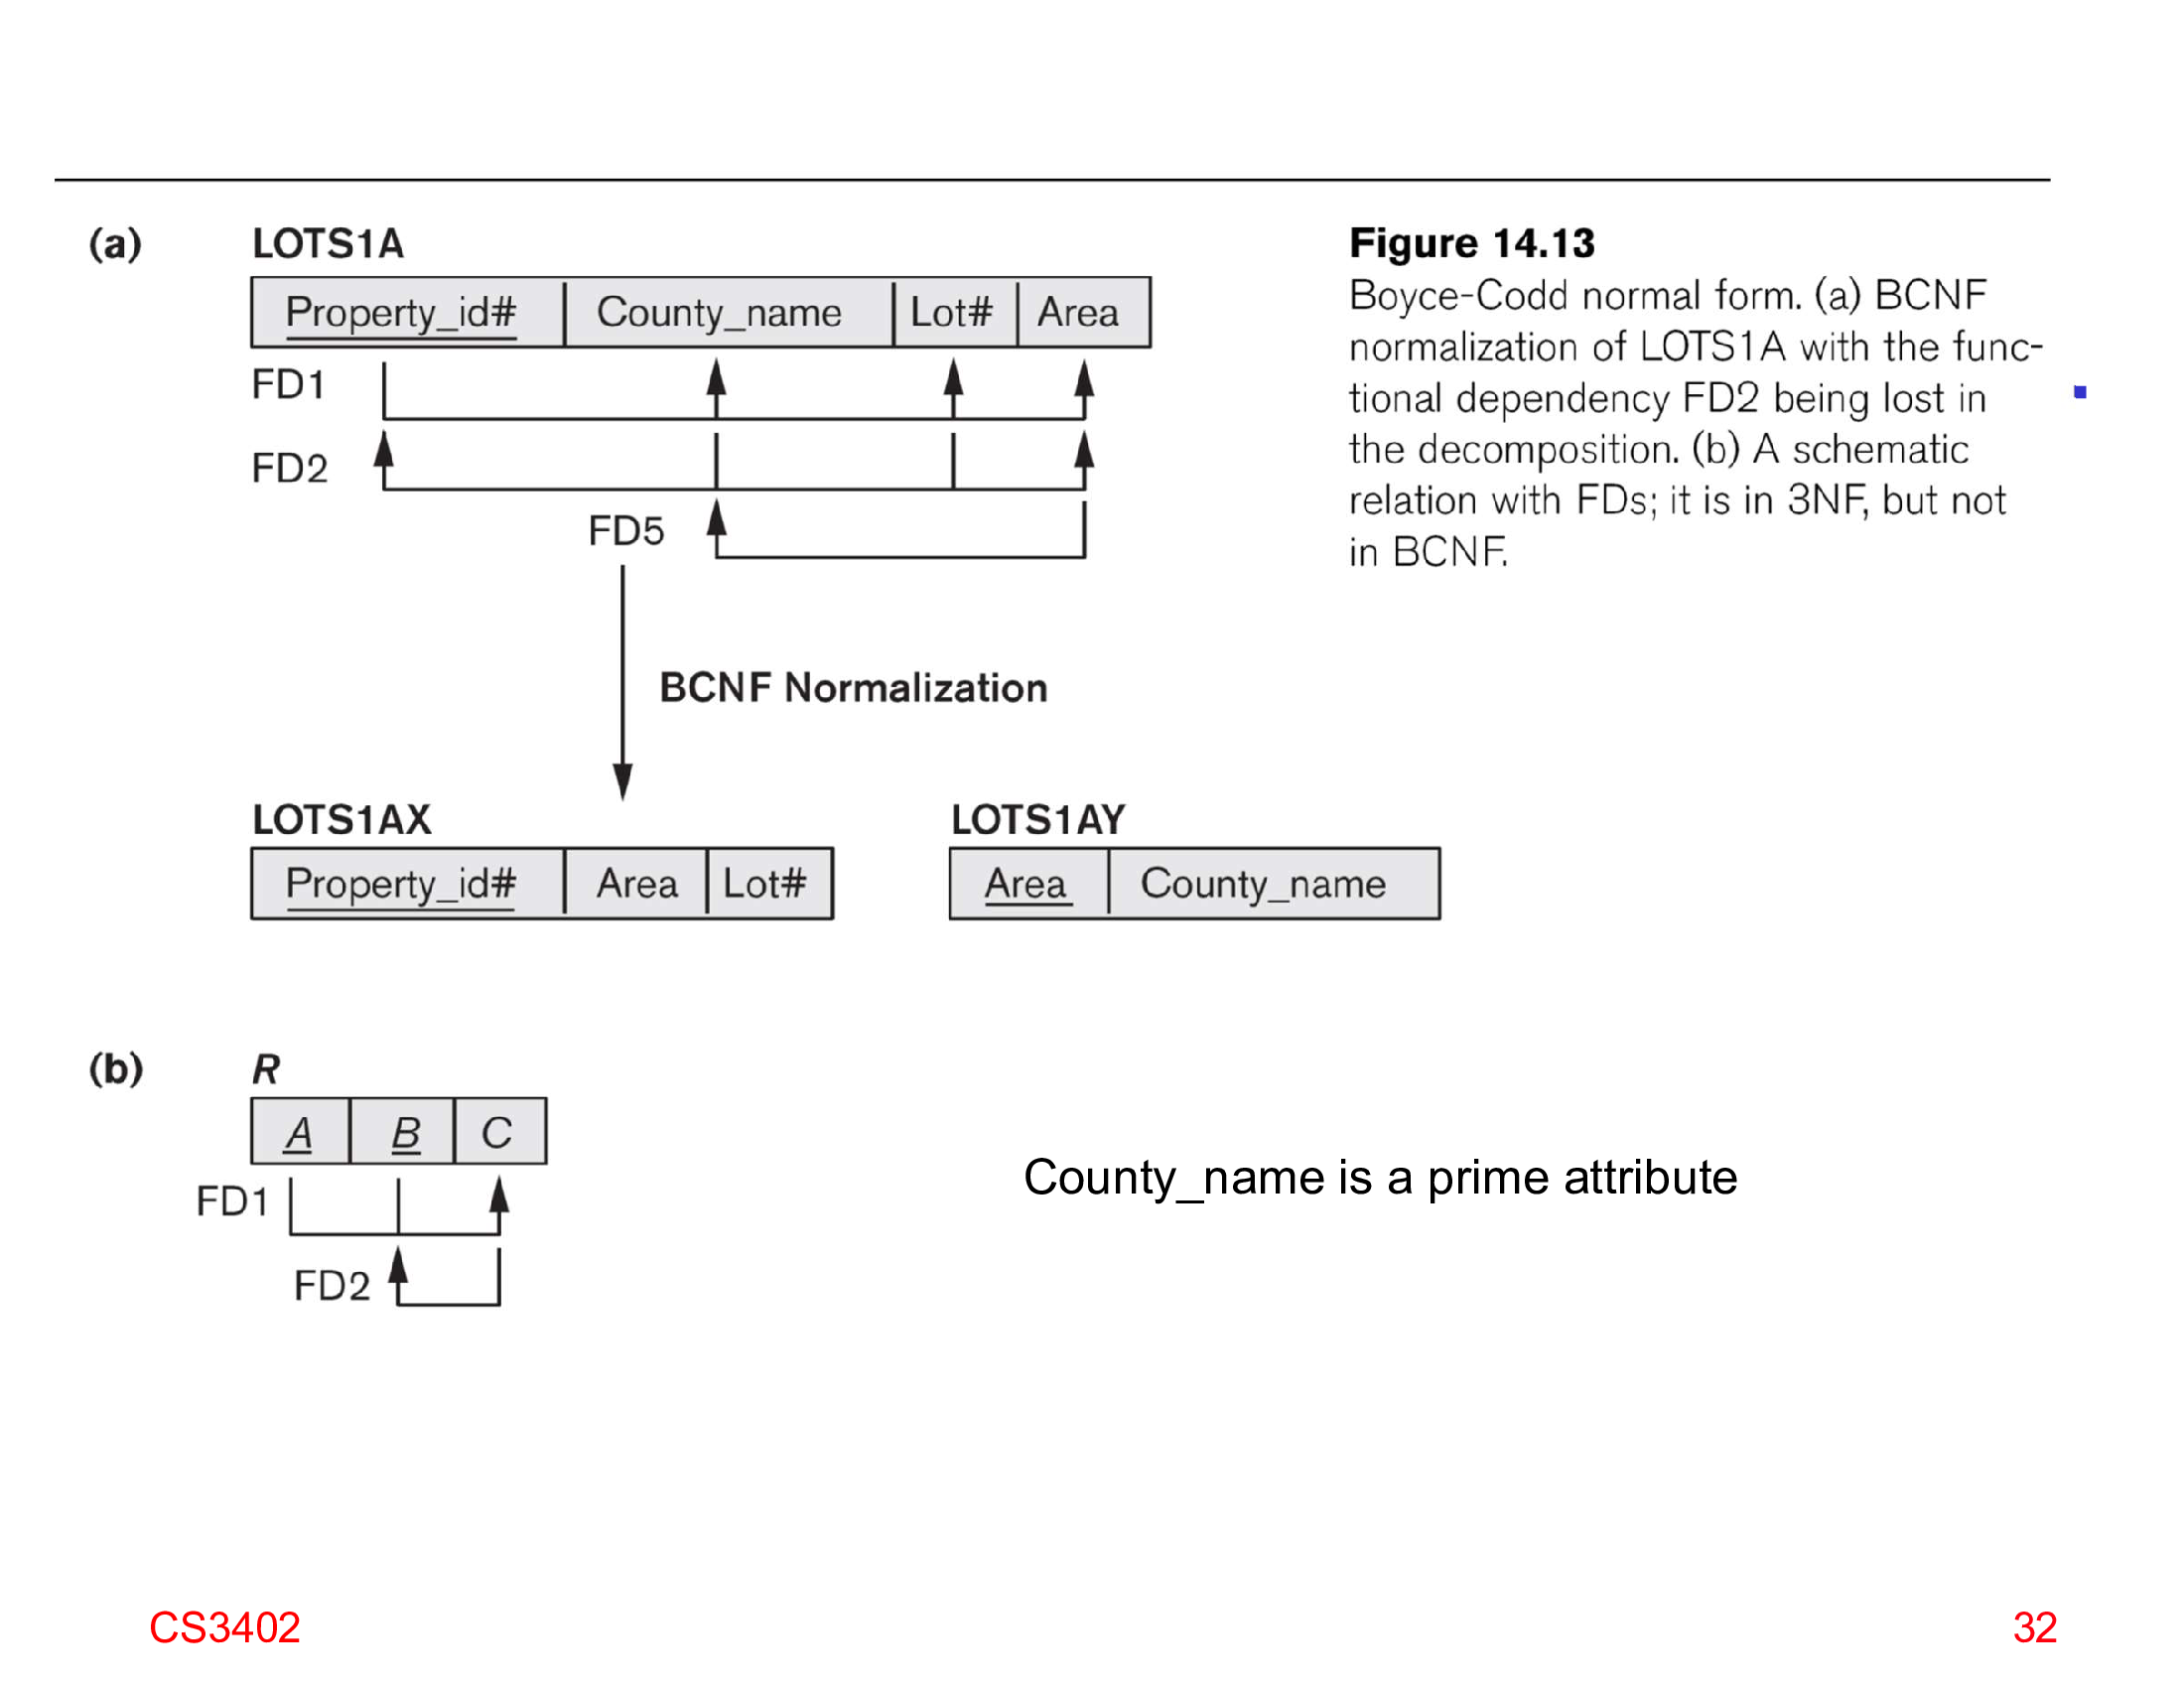 (a)
LOTS1A
Property_id# County_name Lot# Area
FD1
FD2
FD5
BCNF Normalization
LOTS1AX
Property_id# Area Lot#
LOTS1AY
Area County_name
Figure 14.13
Boyce-Codd normal form. (a) BCNF
normalization of LOTS1A with the func-
tional dependency FD2 being lost in
the decomposition. (b) A schematic
relation with FDs; it is in 3NF, but not
in BCNF.
(b)
R
A B C
FD1
FD2
County_name is a prime attribute
CS3402
32